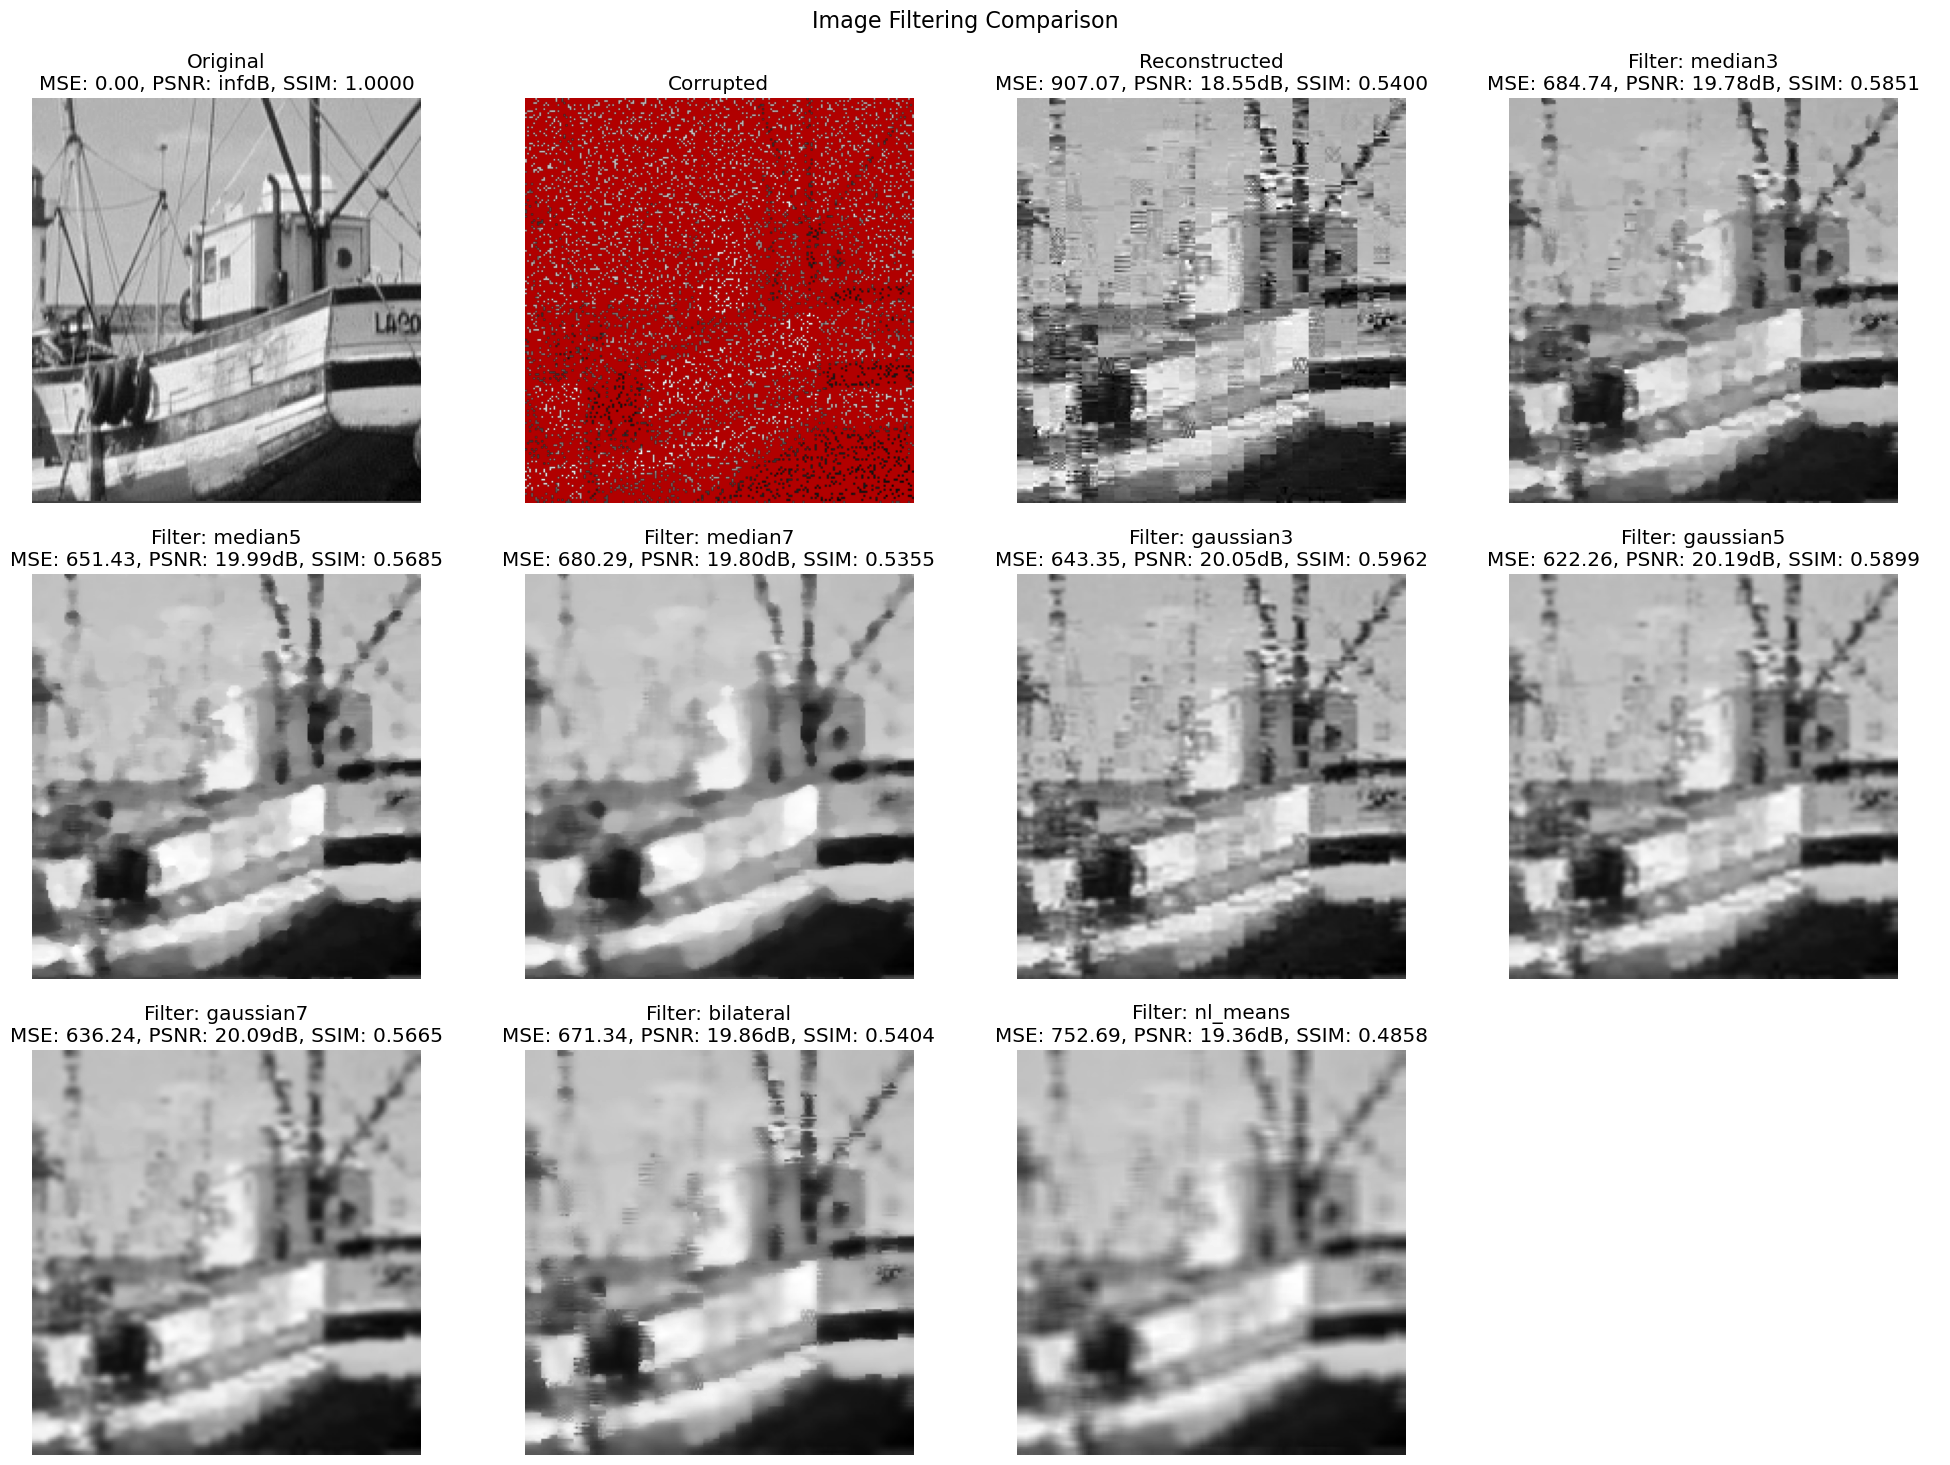 Image Filtering Comparison
Original
MSE: 0.00, PSNR: infdB, SSIM: 1.0000
Corrupted
Reconstructed
MSE: 907.07, PSNR: 18.55dB, SSIM: 0.5400
Filter: median3
MSE: 684.74, PSNR: 19.78dB, SSIM: 0.5851
Filter: median5
MSE: 651.43, PSNR: 19.99dB, SSIM: 0.5685
Filter: median7
MSE: 680.29, PSNR: 19.80dB, SSIM: 0.5355
Filter: gaussian3
MSE: 643.35, PSNR: 20.05dB, SSIM: 0.5962
Filter: gaussian5
MSE: 622.26, PSNR: 20.19dB, SSIM: 0.5899
Filter: gaussian7
MSE: 636.24, PSNR: 20.09dB, SSIM: 0.5665
Filter: bilateral
MSE: 671.34, PSNR: 19.86dB, SSIM: 0.5404
Filter: nl_means
MSE: 752.69, PSNR: 19.36dB, SSIM: 0.4858